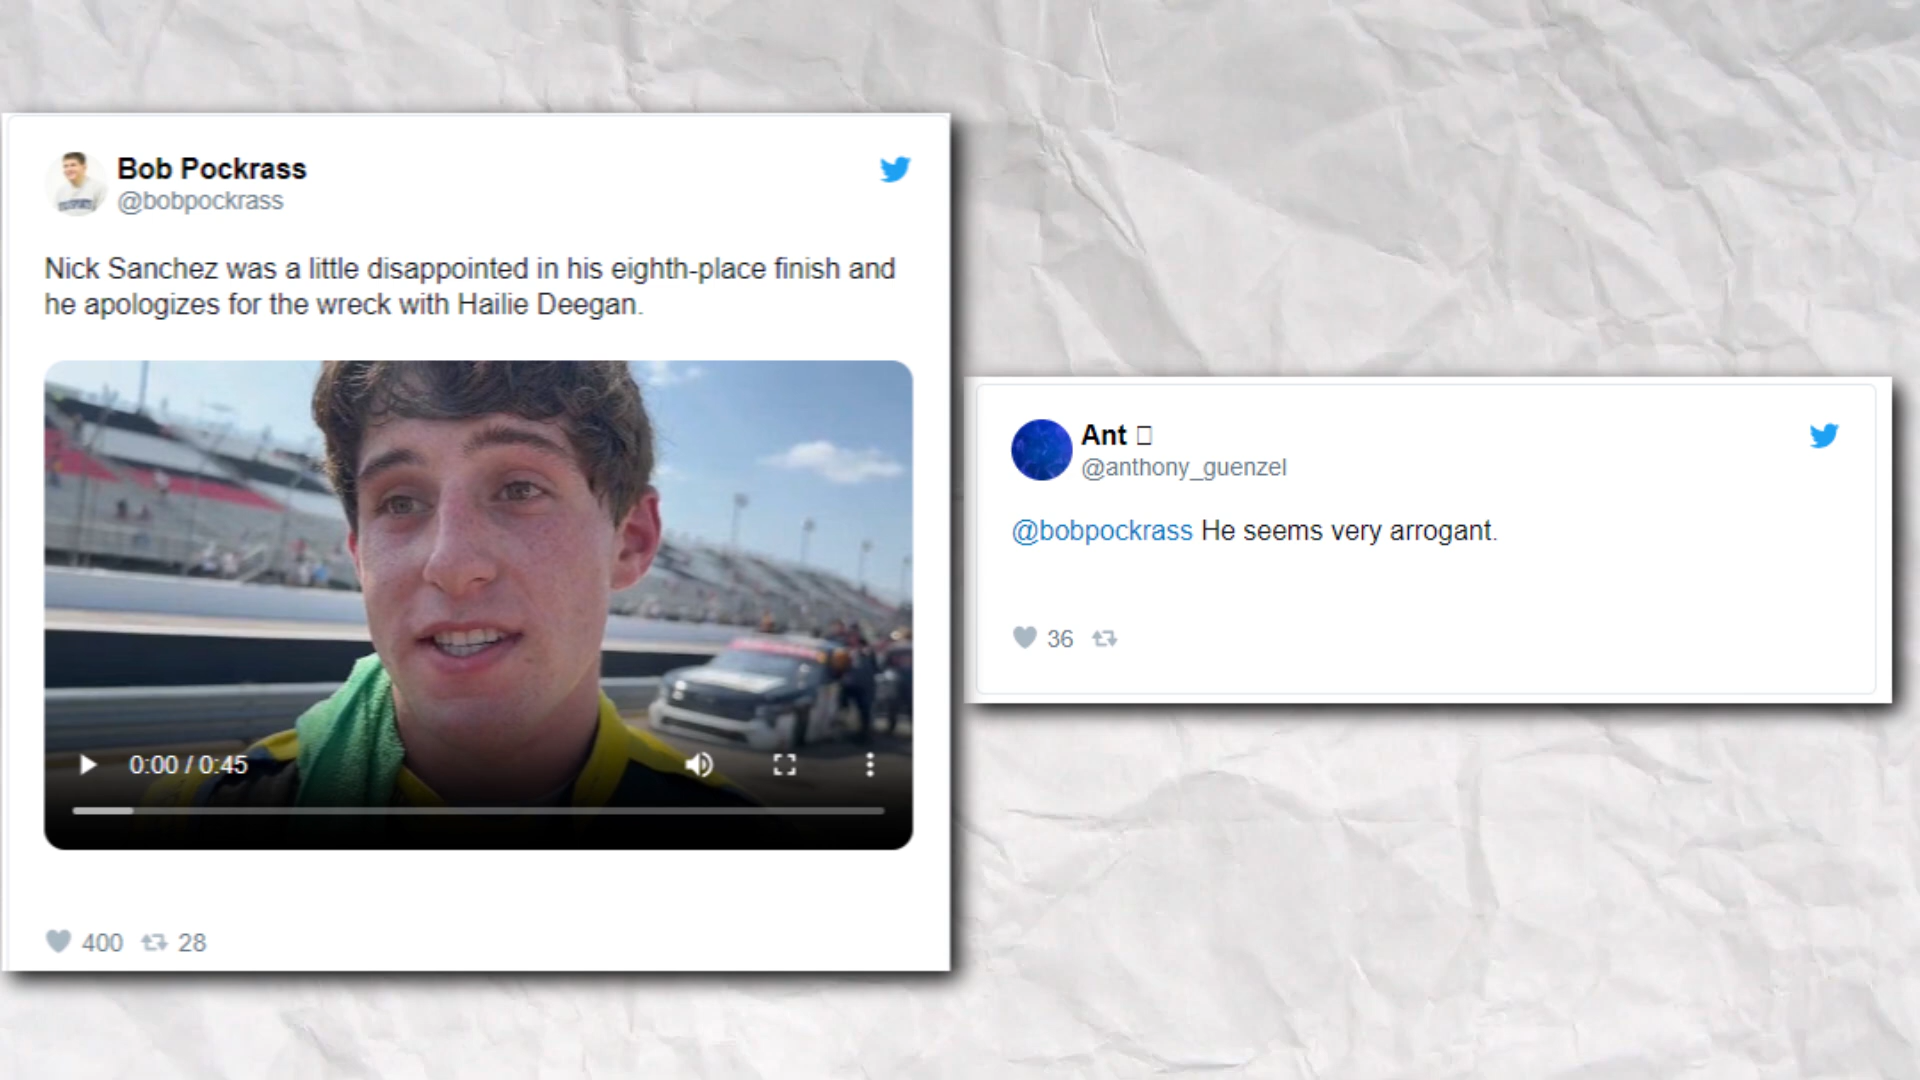 Bob Pockrass
@bobpockrass
Nick Sanchez was a little disappointed in his eighth-place finish and
he apologizes for the wreck with Hailie Deegan.
0:00 / 0:45
400 28
Ant
@anthony_guenzel
@bobpockrass He seems very arrogant.
36